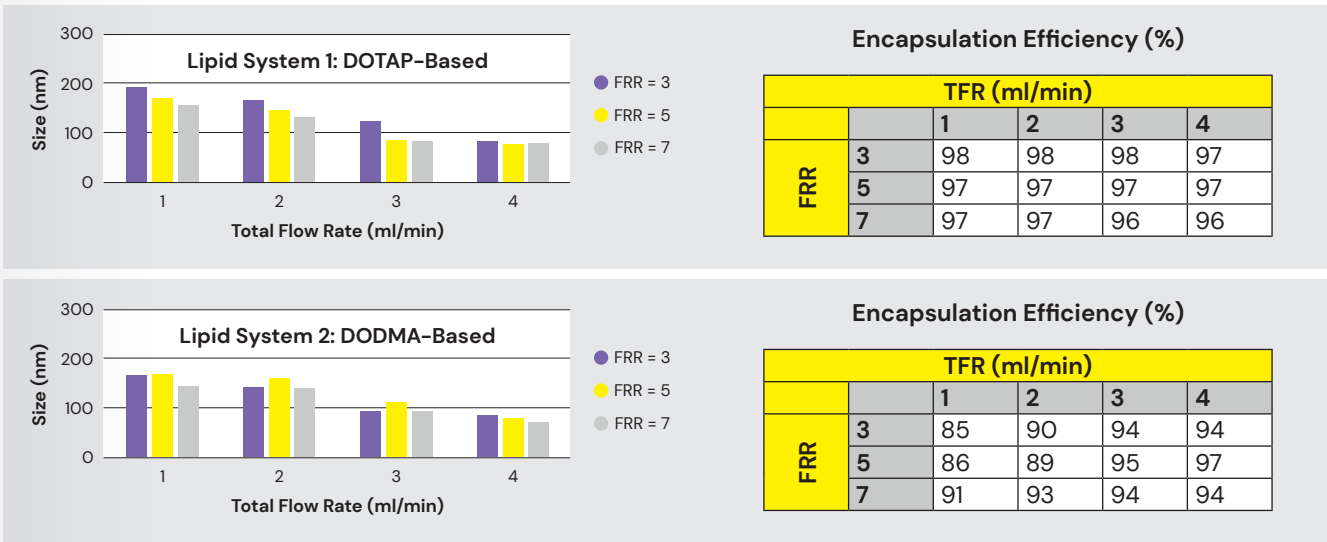 Lipid System 1: DOTAP-Based
Size (nm)
300
200
100
0
1 2 3 4
Total Flow Rate (ml/min)
FRR = 3
FRR = 5
FRR = 7
Encapsulation Efficiency (%)
TFR (ml/min)
1 2 3 4
FRR
3 98 98 98 97
5 97 97 97 97
7 97 97 96 96
Lipid System 2: DODMA-Based
Size (nm)
300
200
100
0
1 2 3 4
Total Flow Rate (ml/min)
FRR = 3
FRR = 5
FRR = 7
Encapsulation Efficiency (%)
TFR (ml/min)
1 2 3 4
FRR
3 85 90 94 94
5 86 89 95 97
7 91 93 94 94